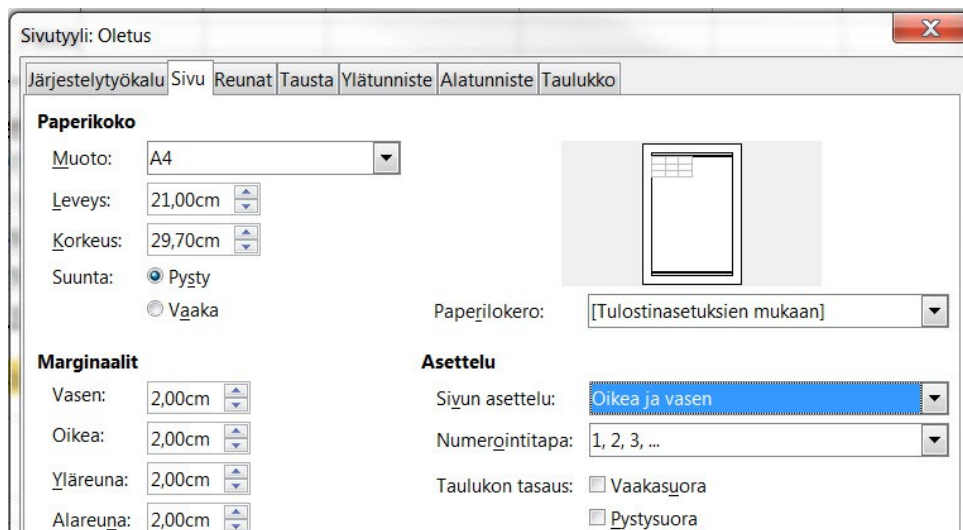 Sivutyyli: Oletus
Järjestelytyökalu Sivu Reunat Tausta Ylätunniste Alatunniste Taulukko
Paperikoko
Muoto: A4
Leveys: 21,00cm
Korkeus: 29,70cm
Suunta: Pysty
Vaaka
Paperilokero: [Tulostinasetuksien mukaan]
Marginaalit
Vasen: 2,00cm
Oikea: 2,00cm
Yläreuna: 2,00cm
Alareuna: 2,00cm
Asettelu
Sivun asettelu: Oikea ja vasen
Numerointitapa: 1, 2, 3, ...
Taulukon tasaus: Vaakasuora
Pystysuora